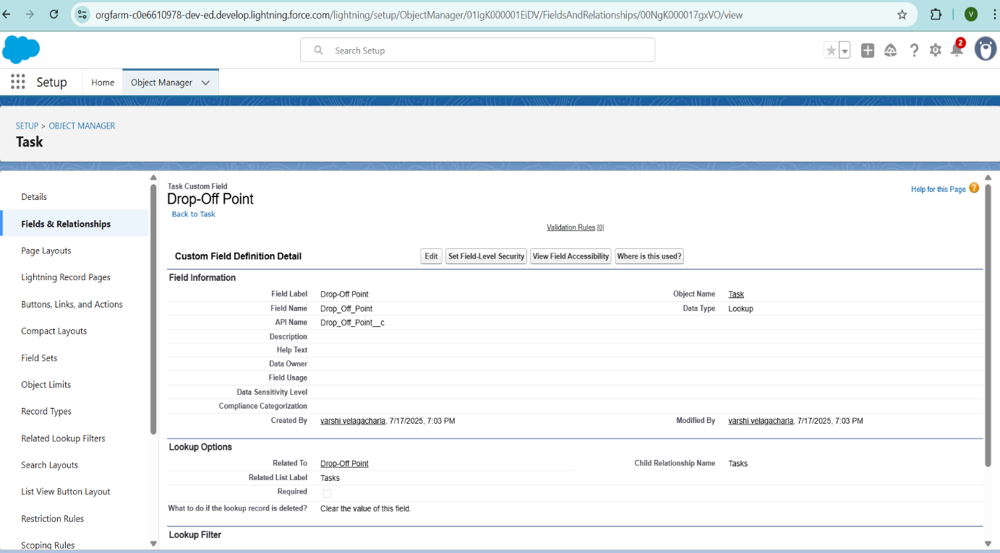 orgfarm-c0e6610978-dev-ed.develop.lightning.force.com/lightning/setup/ObjectManager/01IgK000001EiDV/FieldsAndRelationships/00NgK000017gxVO/view
V
Search Setup
2
Setup
Home
Object Manager
SETUP > OBJECT MANAGER
Task
Details
Fields & Relationships
Page Layouts
Lightning Record Pages
Buttons, Links, and Actions
Compact Layouts
Field Sets
Object Limits
Record Types
Related Lookup Filters
Search Layouts
List View Button Layout
Restriction Rules
Scoping Rules
Task Custom Field
Drop-Off Point
Back to Task
Help for this Page
Validation Rules [0]
Custom Field Definition Detail Edit Set Field-Level Security View Field Accessibility Where is this used?
Field Information
Field Label Drop-Off Point Object Name Task
Field Name Drop_Off_Point Data Type Lookup
API Name Drop_Off_Point__c
Description
Help Text
Data Owner
Field Usage
Data Sensitivity Level
Compliance Categorization
Created By varshi velagacharla, 7/17/2025, 7:03 PM Modified By varshi velagacharla, 7/17/2025, 7:03 PM
Lookup Options
Related To Drop-Off Point Child Relationship Name Tasks
Related List Label Tasks
Required
What to do if the lookup record is deleted? Clear the value of this field.
Lookup Filter